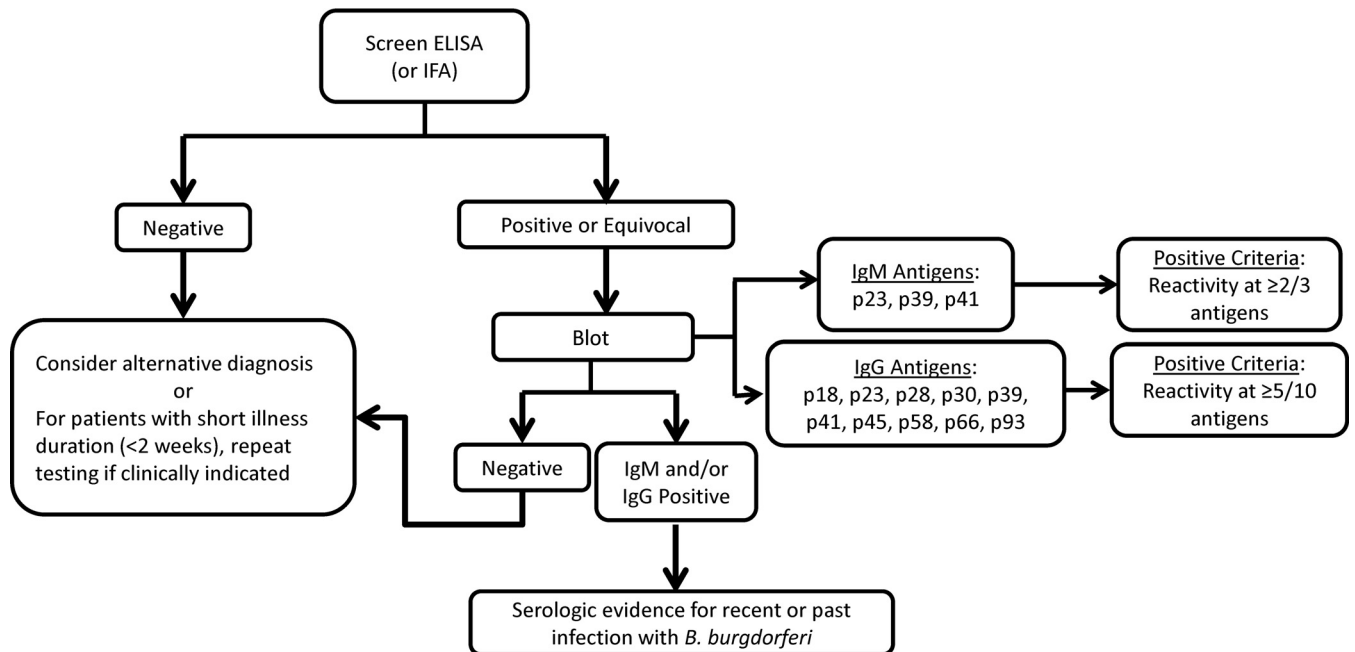 Screen ELISA
(or IFA)
Negative
Positive or Equivocal
IgM Antigens:
p23, p39, p41
Positive Criteria:
Reactivity at ≥2/3
antigens
Blot
IgG Antigens:
p18, p23, p28, p30, p39,
p41, p45, p58, p66, p93
Positive Criteria:
Reactivity at ≥5/10
antigens
Consider alternative diagnosis
or
For patients with short illness
duration (<2 weeks), repeat
testing if clinically indicated
Negative
IgM and/or
IgG Positive
Serologic evidence for recent or past
infection with B. burgdorferi